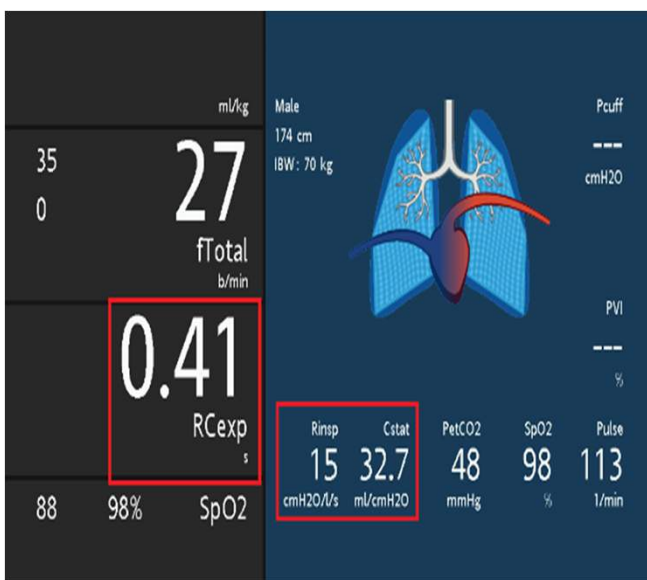 ml/kg
35
0
27
fTotal
b/min
0.41
RCexp
s
88 98% SpO2
Male
174 cm
IBW: 70 kg
Pcuff
---
cmH2O
PVI
---
%
Rinsp Cstat PetCO2 SpO2 Pulse
15 32.7 48 98 113
cmH2O/l/s ml/cmH2O mmHg % 1/min